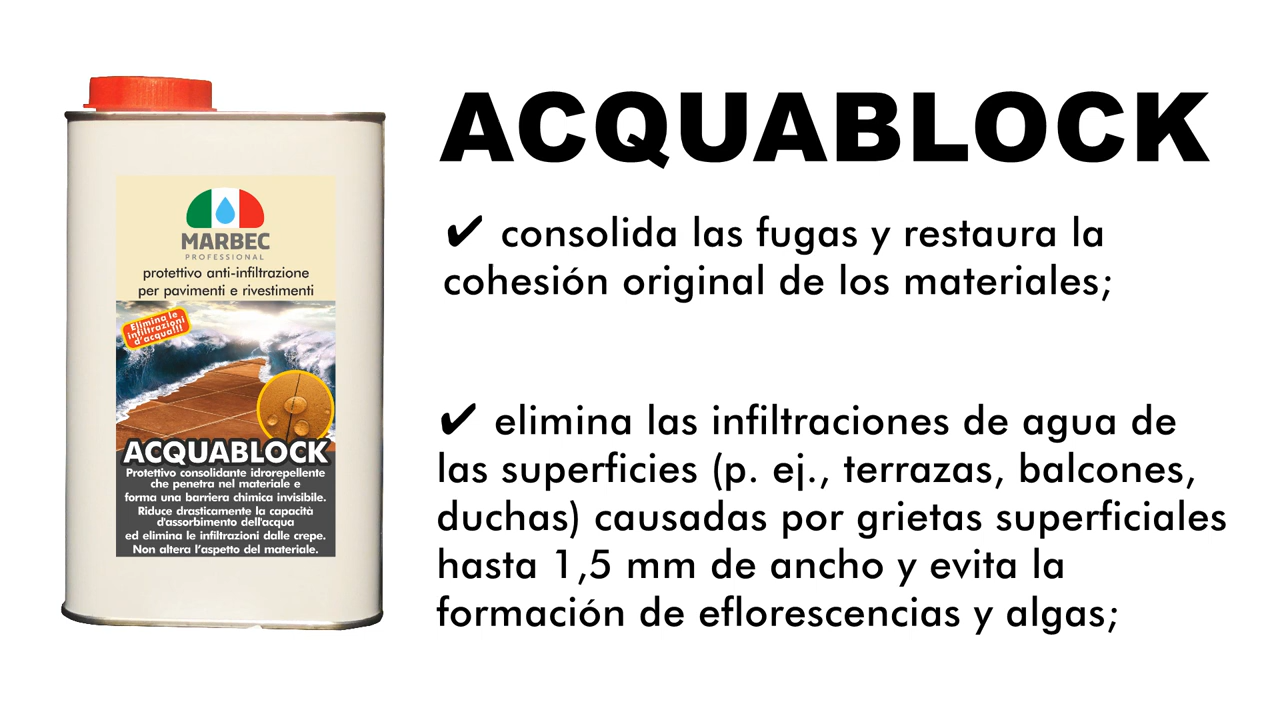 ACQUABLOCK
✔ consolida las fugas y restaura la
cohesión original de los materiales;
✔ elimina las infiltraciones de agua de
las superficies (p. ej., terrazas, balcones,
duchas) causadas por grietas superficiales
hasta 1,5 mm de ancho y evita la
formación de eflorescencias y algas;
MARBEC
PROFESSIONAL
protettivo anti-infiltrazione
per pavimenti e rivestimenti
Elimina le
infiltrazioni
d'acqua!!!
ACQUABLOCK
Protettivo consolidante idrorepellente
che penetra nel materiale e
forma una barriera chimica invisibile.
Riduce drasticamente la capacità
d'assorbimento dell'acqua
ed elimina le infiltrazioni dalle crepe.
Non altera l'aspetto del materiale.